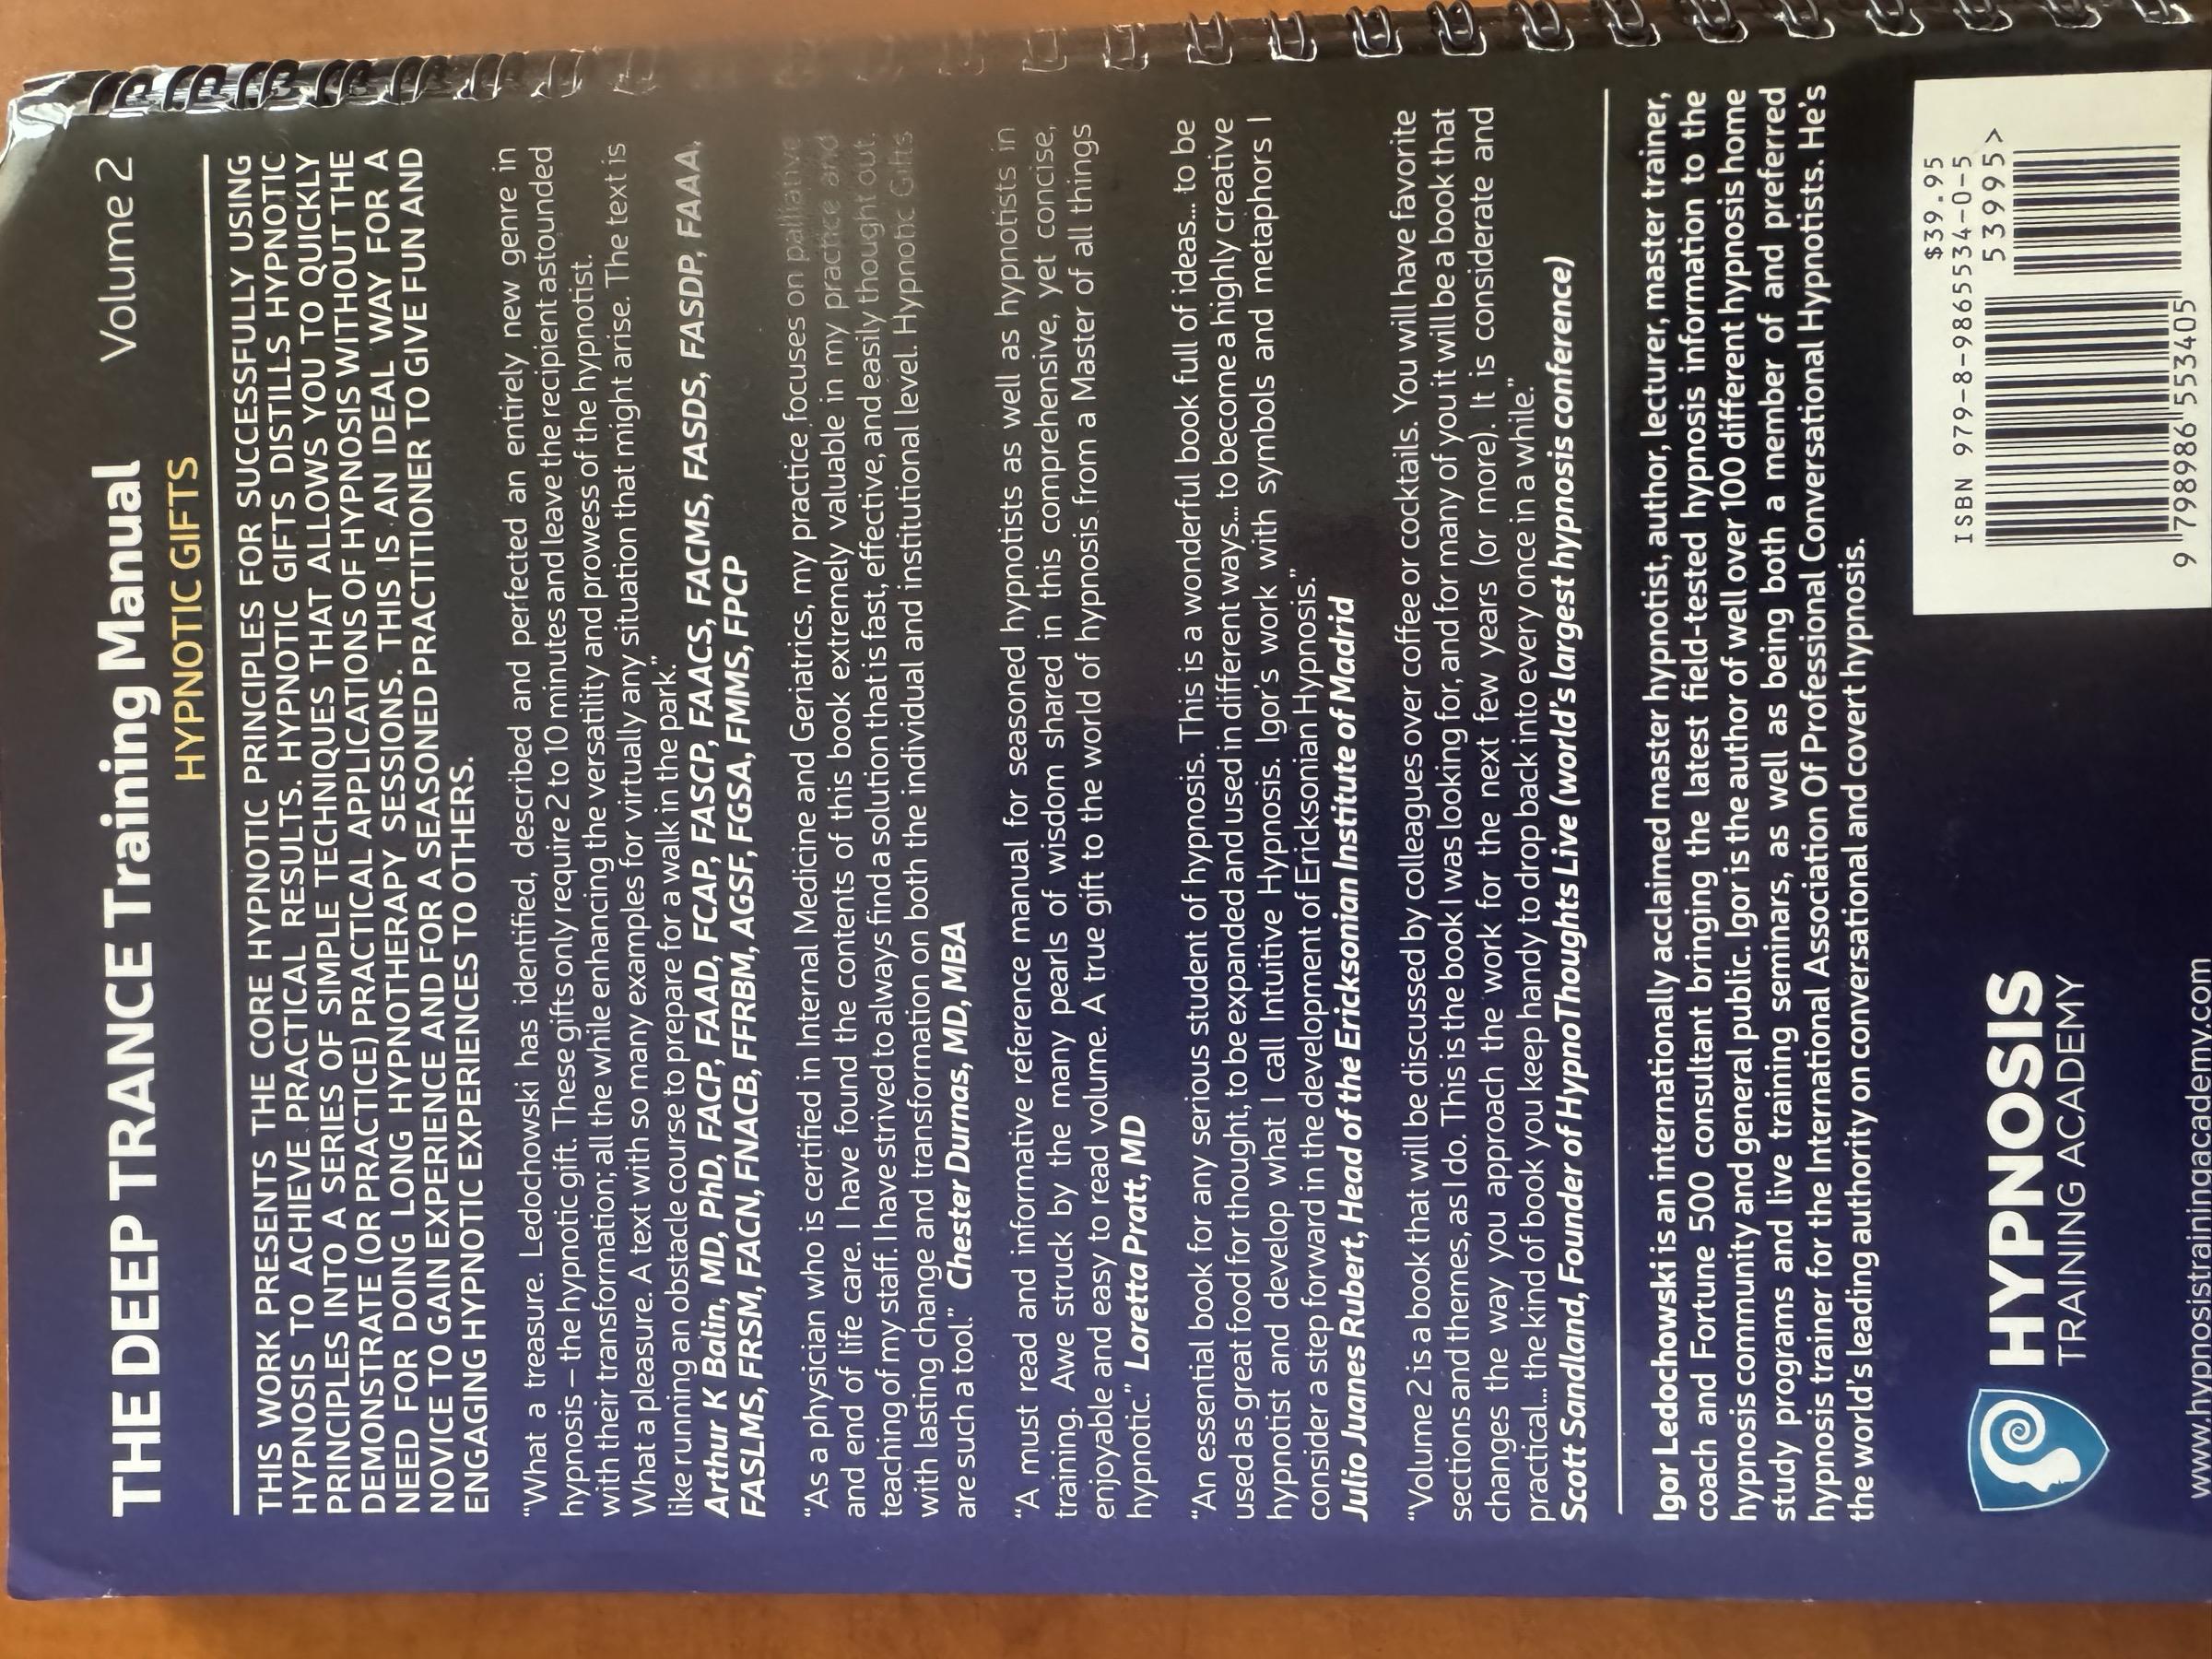 THE DEEP TRANCE Training Manual Volume 2
HYPNOTIC GIFTS
THIS WORK PRESENTS THE CORE HYPNOTIC PRINCIPLES FOR SUCCESSFULLY USING
HYPNOSIS TO ACHIEVE PRACTICAL RESULTS. HYPNOTIC GIFTS DISTILLS HYPNOTIC
PRINCIPLES INTO A SERIES OF SIMPLE TECHNIQUES THAT ALLOWS YOU TO QUICKLY
DEMONSTRATE (OR PRACTICE) PRACTICAL APPLICATIONS OF HYPNOSIS WITHOUT THE
NEED FOR DOING LONG HYPNOTHERAPY SESSIONS. THIS IS AN IDEAL WAY FOR A
NOVICE TO GAIN EXPERIENCE AND FOR A SEASONED PRACTITIONER TO GIVE FUN AND
ENGAGING HYPNOTIC EXPERIENCES TO OTHERS.
“What a treasure. Ledochowski has identified, described and perfected an entirely new genre in
hypnosis – the hypnotic gift. These gifts only require 2 to 10 minutes and leave the recipient astounded
with their transformation; all the while enhancing the versatility and prowess of the hypnotist.
What a pleasure. A text with so many examples for virtually any situation that might arise. The text is
like running an obstacle course to prepare for a walk in the park.”
Arthur K Balin, MD, PhD, FACP, FAAD, FCAP, FASCP, FAACS, FACMS, FASDS, FASDP, FAAA,
FASLMS, FRSM, FACN, FNACB, FFRBM, AGSF, FGSA, FMMS, FPCP
“As a physician who is certified in Internal Medicine and Geriatrics, my practice focuses on palliative
and end of life care. I have found the contents of this book extremely valuable in my practice and
teaching of my staff. I have strived to always find a solution that is fast, effective, and easily thought out,
with lasting change and transformation on both the individual and institutional level. Hypnotic Gifts
are such a tool.” Chester Durnas, MD, MBA
“A must read and informative reference manual for seasoned hypnotists as well as hypnotists in
training. Awe struck by the many pearls of wisdom shared in this comprehensive, yet concise,
enjoyable and easy to read volume. A true gift to the world of hypnosis from a Master of all things
hypnotic.” Loretta Pratt, MD
“An essential book for any serious student of hypnosis. This is a wonderful book full of ideas... to be
used as great food for thought, to be expanded and used in different ways... to become a highly creative
hypnotist and develop what I call Intuitive Hypnosis. Igor’s work with symbols and metaphors I
consider a step forward in the development of Ericksonian Hypnosis.”
Julio Juanes Rubert, Head of the Ericksonian Institute of Madrid
“Volume 2 is a book that will be discussed by colleagues over coffee or cocktails. You will have favorite
sections and themes, as I do. This is the book I was looking for, and for many of you it will be a book that
changes the way you approach the work for the next few years (or more). It is considerate and
practical... the kind of book you keep handy to drop back into every once in a while.”
Scott Sandland, Founder of HypnoThoughts Live (world’s largest hypnosis conference)
Igor Ledochowski is an internationally acclaimed master hypnotist, author, lecturer, master trainer,
coach and Fortune 500 consultant bringing the latest field-tested hypnosis information to the
hypnosis community and general public. Igor is the author of well over 100 different hypnosis home
study programs and live training seminars, as well as being both a member of and preferred
hypnosis trainer for the International Association Of Professional Conversational Hypnotists. He’s
the world’s leading authority on conversational and covert hypnosis.
HYPNOSIS
TRAINING ACADEMY
$39.95
ISBN 979-8-9865534-0-5
53995>
9 798986 553405
www.hypnosistrainingacademy.com